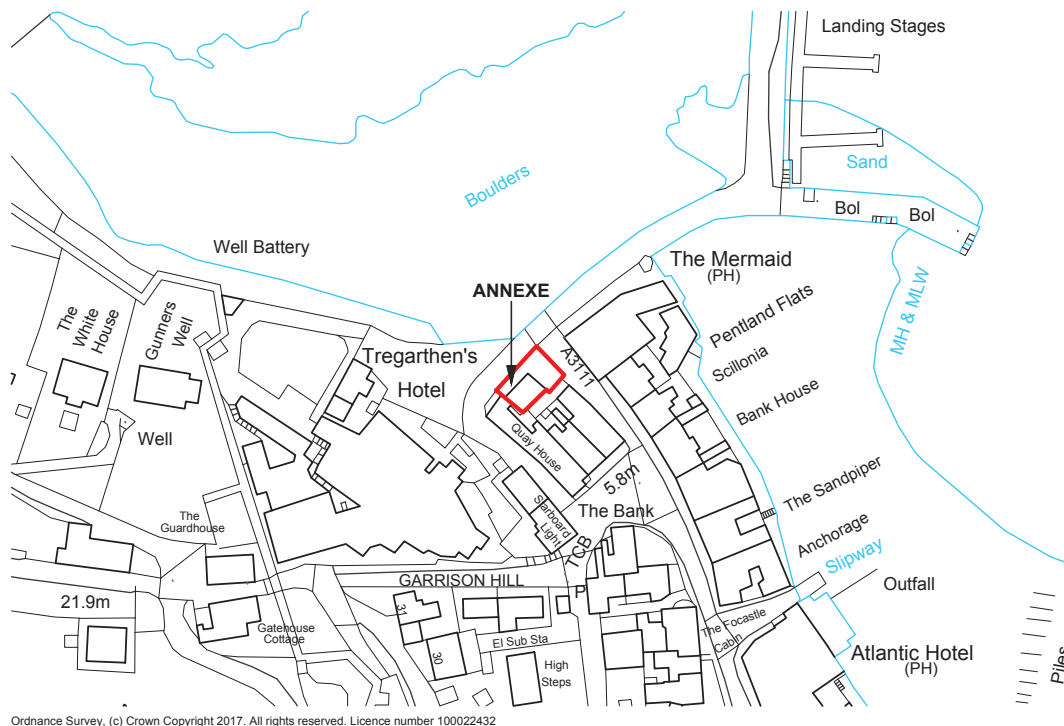 Landing Stages
Sand
Boulders
Bol
Bol
Well Battery
The Mermaid
(PH)
MH & MLW
ANNEXE
The
White
House
Gunners
Well
Pentland Flats
Tregarthen's
Hotel
A3111
Scillonia
Bank House
Well
Quay House
5.8m
The Sandpiper
The Bank
Starboard
Light
The
Guardhouse
Anchorage
Slipway
TCB
GARRISON HILL
Outfall
P
21.9m
31
Gatehouse
Cottage
El Sub Sta
The Focastle
Cabin
30
High
Steps
Atlantic Hotel
(PH)
Piles
Ordnance Survey, (c) Crown Copyright 2017. All rights reserved. Licence number 100022432